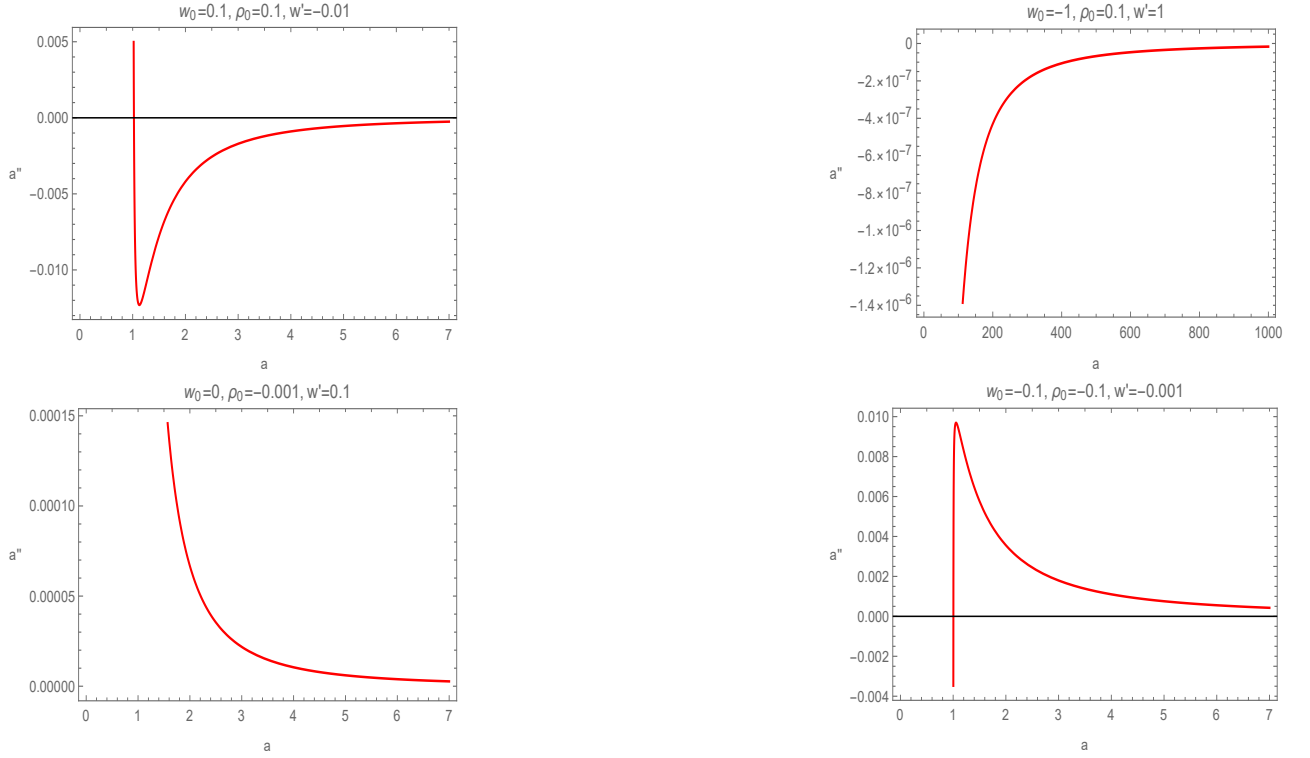 w₀=0.1, ρ₀=0.1, w'=-0.01
0.005
0.000
-0.005
-0.010
a''
0 1 2 3 4 5 6 7
a
w₀=-1, ρ₀=0.1, w'=1
0
-2.×10⁻⁷
-4.×10⁻⁷
-6.×10⁻⁷
-8.×10⁻⁷
-1.×10⁻⁶
-1.2×10⁻⁶
-1.4×10⁻⁶
a''
0 200 400 600 800 1000
a
w₀=0, ρ₀=-0.001, w'=0.1
0.00015
0.00010
0.00005
0.00000
a''
0 1 2 3 4 5 6 7
a
w₀=-0.1, ρ₀=-0.1, w'=-0.001
0.010
0.008
0.006
0.004
0.002
0.000
-0.002
-0.004
a''
0 1 2 3 4 5 6 7
a